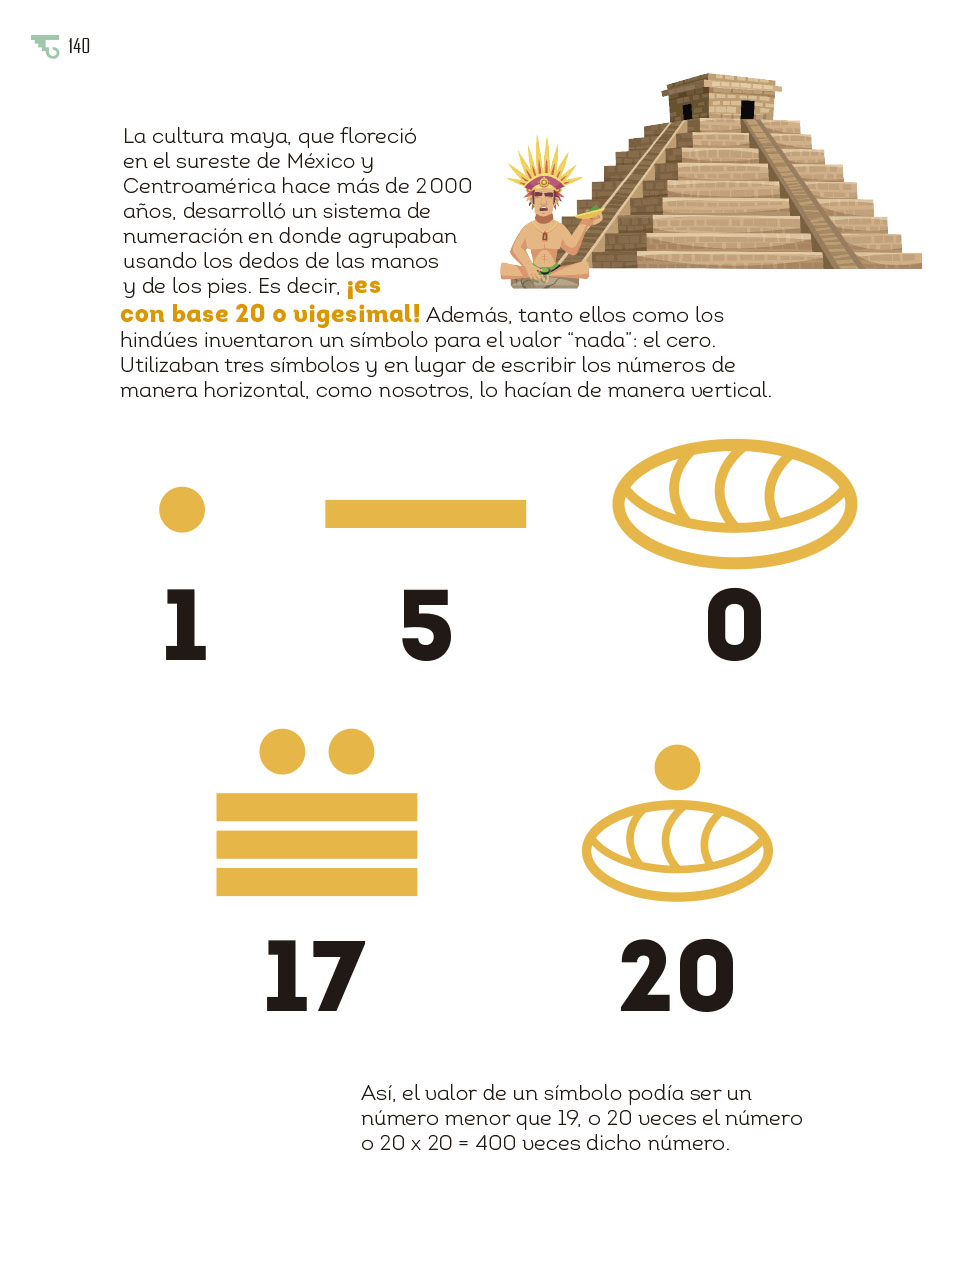 140
La cultura maya, que floreció
en el sureste de México y
Centroamérica hace más de 2000
años, desarrolló un sistema de
numeración en donde agrupaban
usando los dedos de las manos
y de los pies. Es decir, ¡es
con base 20 o vigesimal! Además, tanto ellos como los
hindúes inventaron un símbolo para el valor “nada”: el cero.
Utilizaban tres símbolos y en lugar de escribir los números de
manera horizontal, como nosotros, lo hacían de manera vertical.
1 5 0
17 20
Así, el valor de un símbolo podía ser un
número menor que 19, o 20 veces el número
o 20 x 20 = 400 veces dicho número.